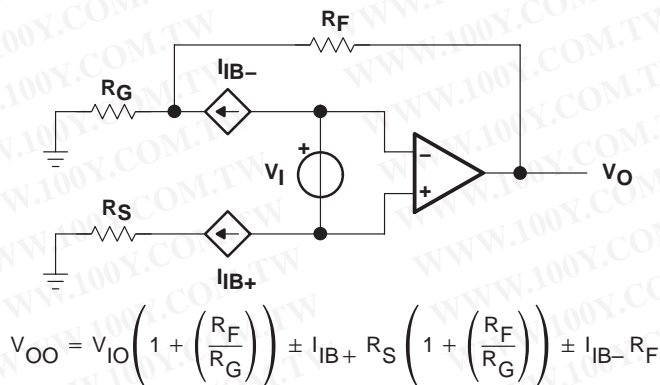 RF
IIB–
RG
+
VI
–
+
VO
RS
IIB+
VOO = VIO(1 + (RF/RG)) ± IIB+ RS (1 + (RF/RG)) ± IIB– RF
WWW.100Y.COM.TW